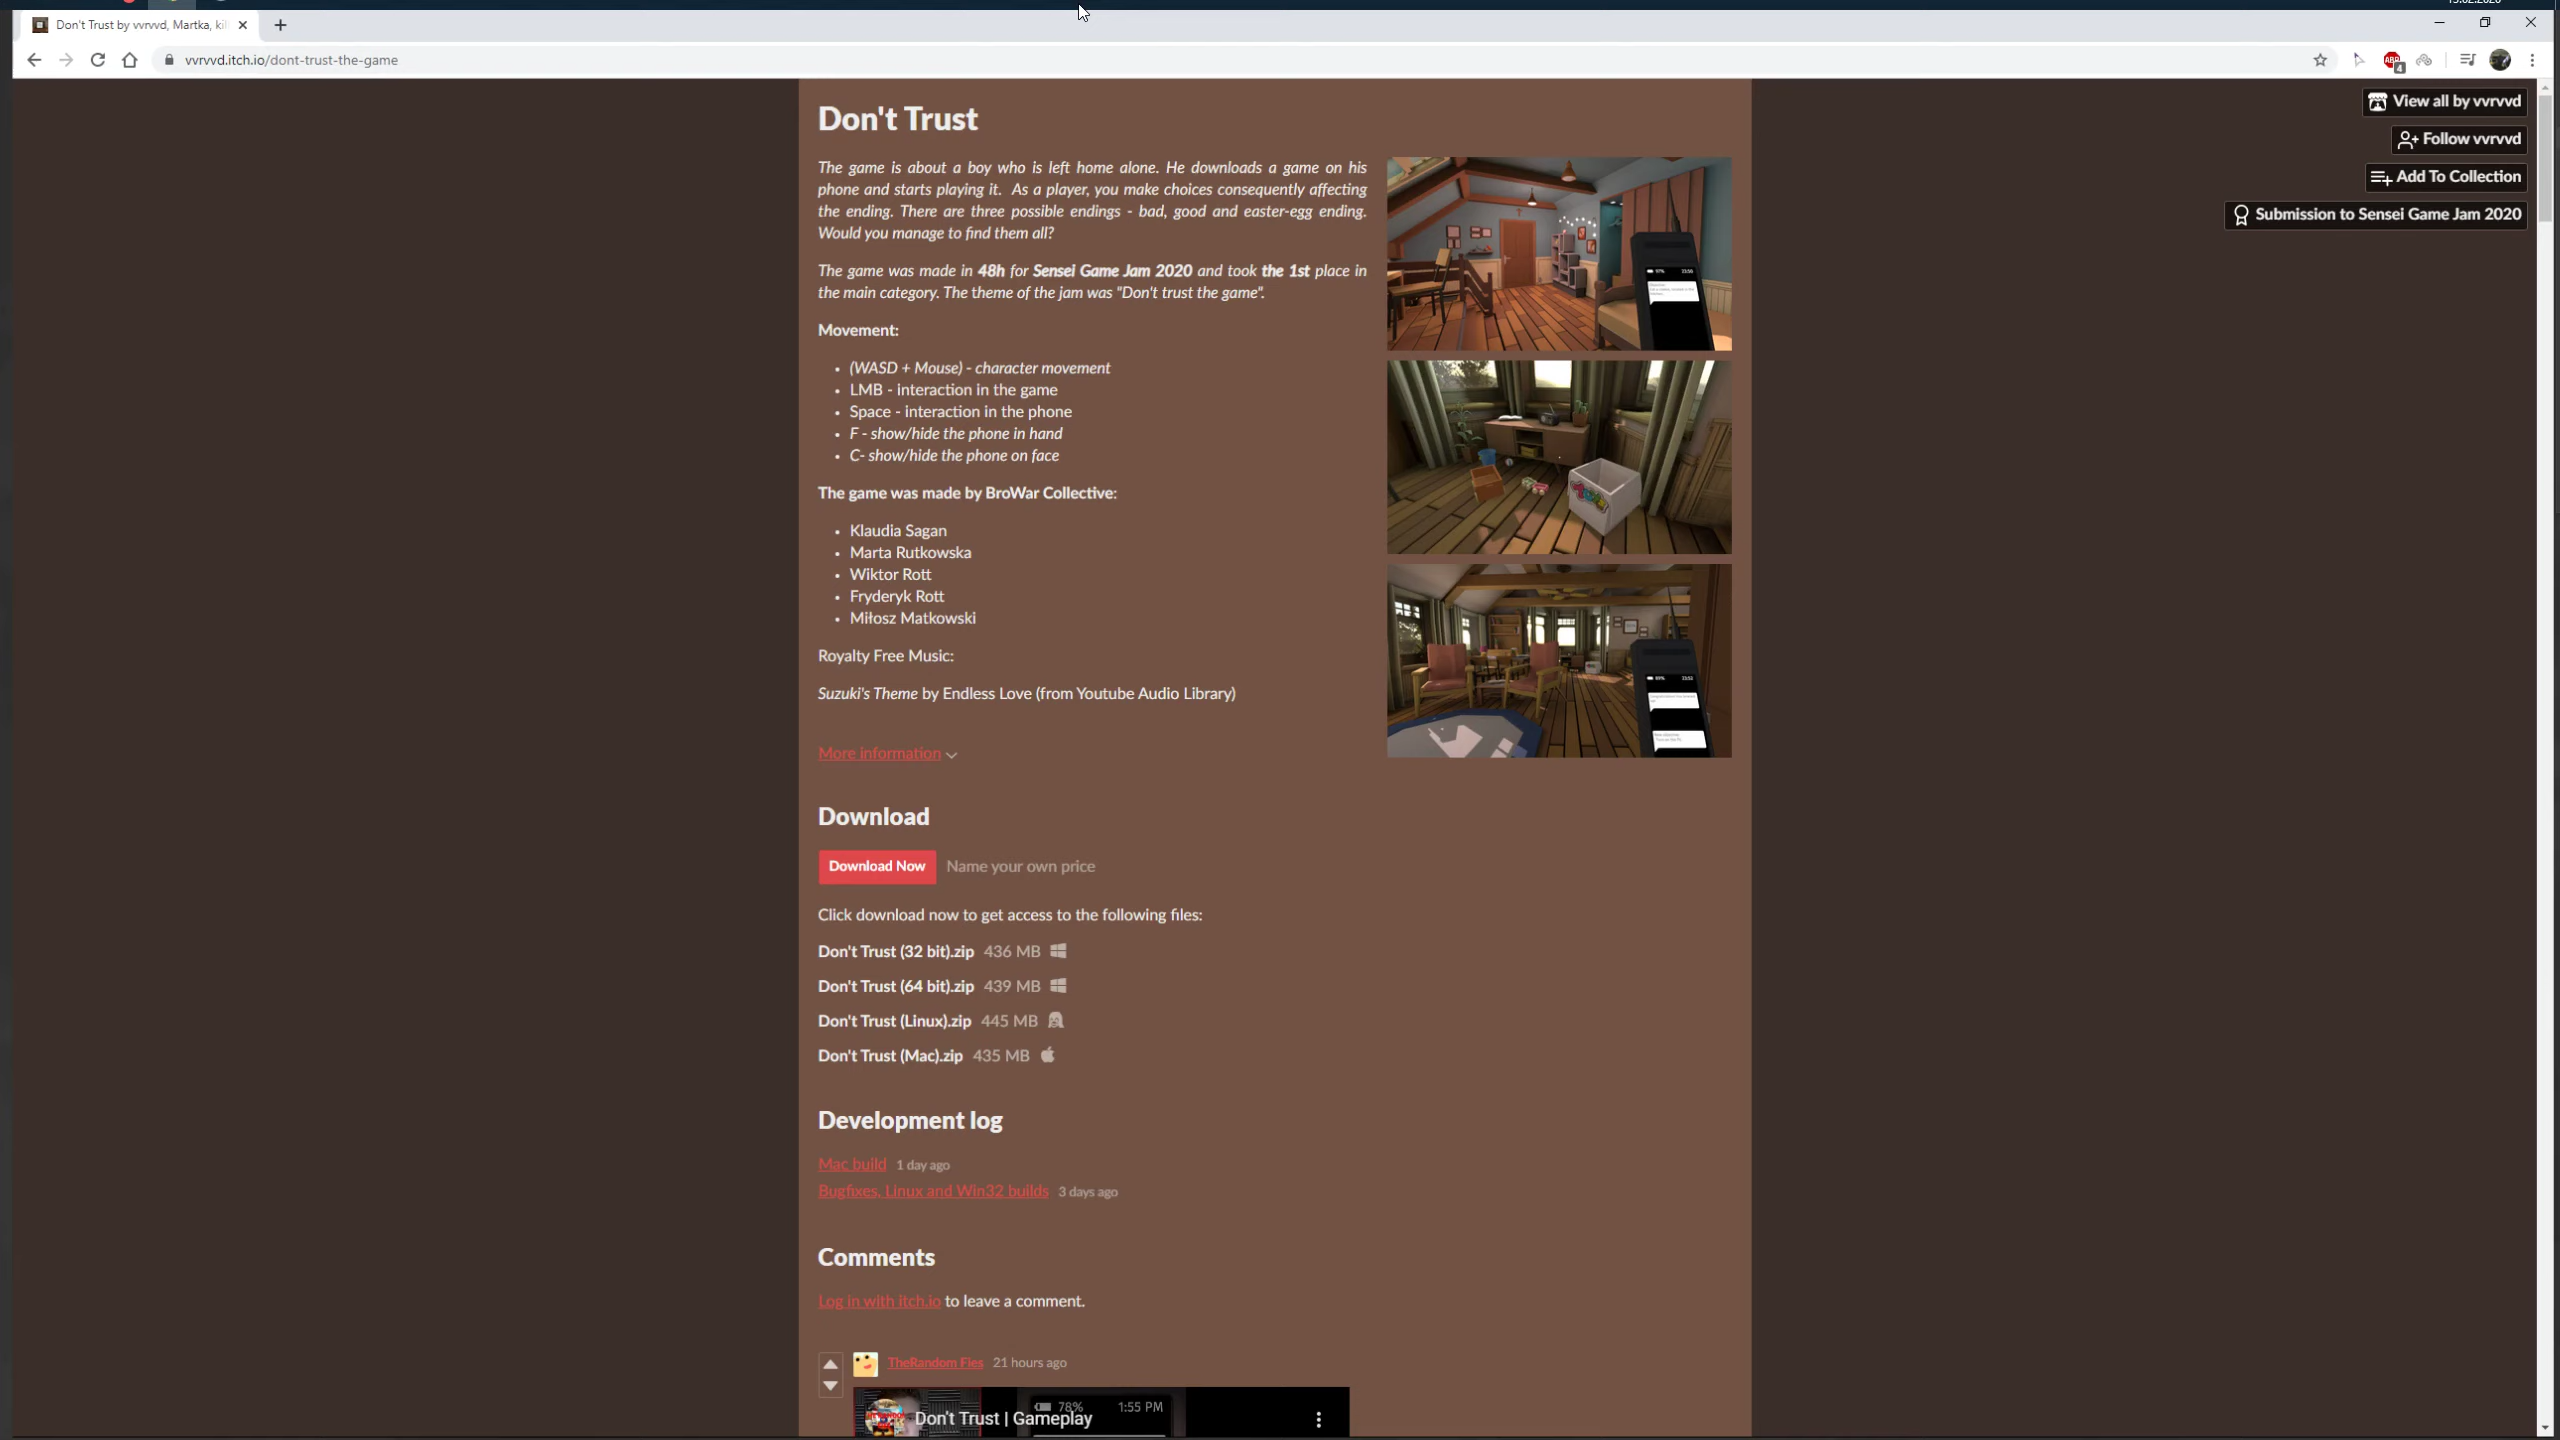 Don't Trust by vvrvvd, Martka, kil
vvrvvd.itch.io/dont-trust-the-game
ABP
4
View all by vvrvvd
Follow vvrvvd
Add To Collection
Submission to Sensei Game Jam 2020
Don't Trust
The game is about a boy who is left home alone. He downloads a game on his
phone and starts playing it. As a player, you make choices consequently affecting
the ending. There are three possible endings - bad, good and easter-egg ending.
Would you manage to find them all?
The game was made in 48h for Sensei Game Jam 2020 and took the 1st place in
the main category. The theme of the jam was "Don't trust the game".
Movement:
• (WASD + Mouse) - character movement
• LMB - interaction in the game
• Space - interaction in the phone
• F - show/hide the phone in hand
• C- show/hide the phone on face
The game was made by BroWar Collective:
• Klaudia Sagan
• Marta Rutkowska
• Wiktor Rott
• Fryderyk Rott
• Miłosz Matkowski
Royalty Free Music:
Suzuki's Theme by Endless Love (from Youtube Audio Library)
More information
Download
Download Now Name your own price
Click download now to get access to the following files:
Don't Trust (32 bit).zip 436 MB
Don't Trust (64 bit).zip 439 MB
Don't Trust (Linux).zip 445 MB
Don't Trust (Mac).zip 435 MB
Development log
Mac build 1 day ago
Bugfixes, Linux and Win32 builds 3 days ago
Comments
Log in with itch.io to leave a comment.
TheRandom Fies 21 hours ago
78% 1:55 PM
Don't Trust | Gameplay